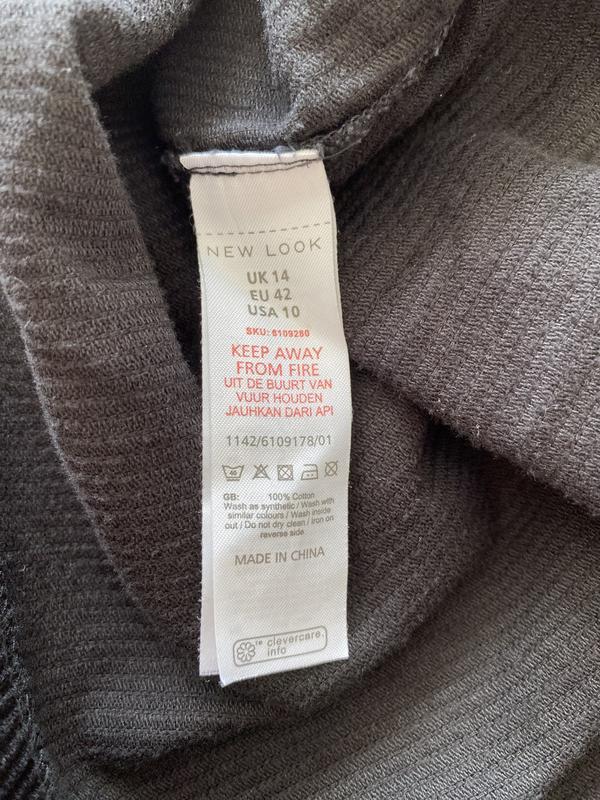 NEW LOOK
UK 14
EU 42
USA 10
SKU: 6109280
KEEP AWAY
FROM FIRE
UIT DE BUURT VAN
VUUR HOUDEN
JAUHKAN DARI API
1142/6109178/01
40
GB: 100% Cotton
Wash as synthetic / Wash with
similar colours / Wash inside
out / Do not dry clean / iron on
reverse side
MADE IN CHINA
clevercare.
info